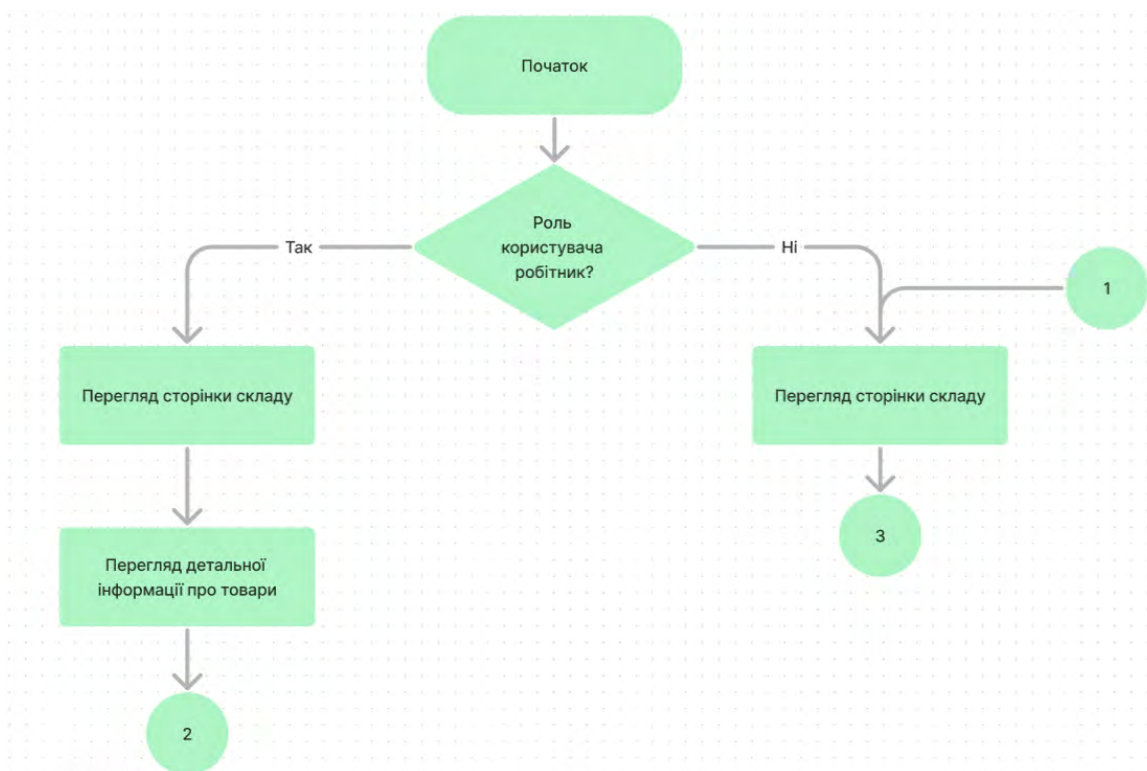 Початок
Роль
користувача
робітник?
Так
Ні
1
Перегляд сторінки складу
Перегляд сторінки складу
Перегляд детальної
інформації про товари
3
2